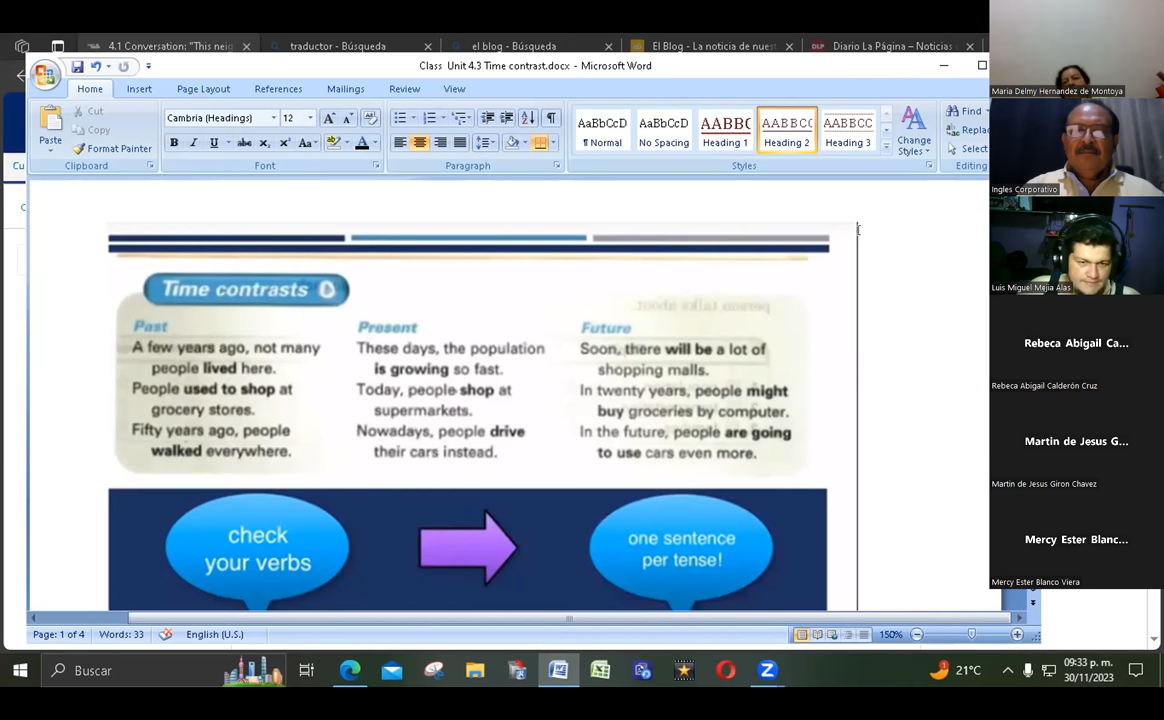 4.1 Conversation: "This neig
traductor - Búsqueda
el blog - Búsqueda
El Blog - La noticia de nuest
Diario La Página – Noticias
Class Unit 4.3 Time contrast.docx - Microsoft Word
Home
Insert
Page Layout
References
Mailings
Review
View
Paste
Cut
Copy
Format Painter
Clipboard
Cambria (Headings)
12
Font
Paragraph
AaBbCcD
AaBbCcD
AABBC
AABBCC
AABBCC
¶ Normal
No Spacing
Heading 1
Heading 2
Heading 3
Change
Styles
Styles
Find
Replac
Select
Editing
Cu
C
Time contrasts
person talks about.
Past
A few years ago, not many
people lived here.
People used to shop at
grocery stores.
Fifty years ago, people
walked everywhere.
Present
These days, the population
is growing so fast.
Today, people shop at
supermarkets.
Nowadays, people drive
their cars instead.
Future
Soon, there will be a lot of
shopping malls.
In twenty years, people might
buy groceries by computer.
In the future, people are going
to use cars even more.
check
your verbs
one sentence
per tense!
Page: 1 of 4
Words: 33
English (U.S.)
150%
Maria Delmy Hernandez de Montoya
Ingles Corporativo
Luis Miguel Mejia Alas
Rebeca Abigail Ca...
Rebeca Abigail Calderón Cruz
Martin de Jesus G...
Martin de Jesus Giron Chavez
Mercy Ester Blanc...
Mercy Ester Blanco Viera
Buscar
21°C
09:33 p. m.
30/11/2023